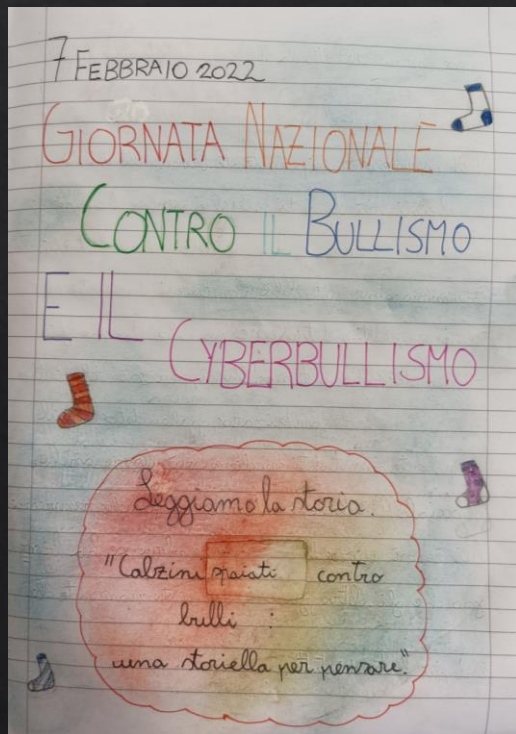 7 FEBBRAIO 2022
GIORNATA NAZIONALE
CONTRO IL BULLISMO
E IL
CYBERBULLISMO
Leggiamo la storia.
"Calzini spaiati contro
bulli :
una storiella per pensare."